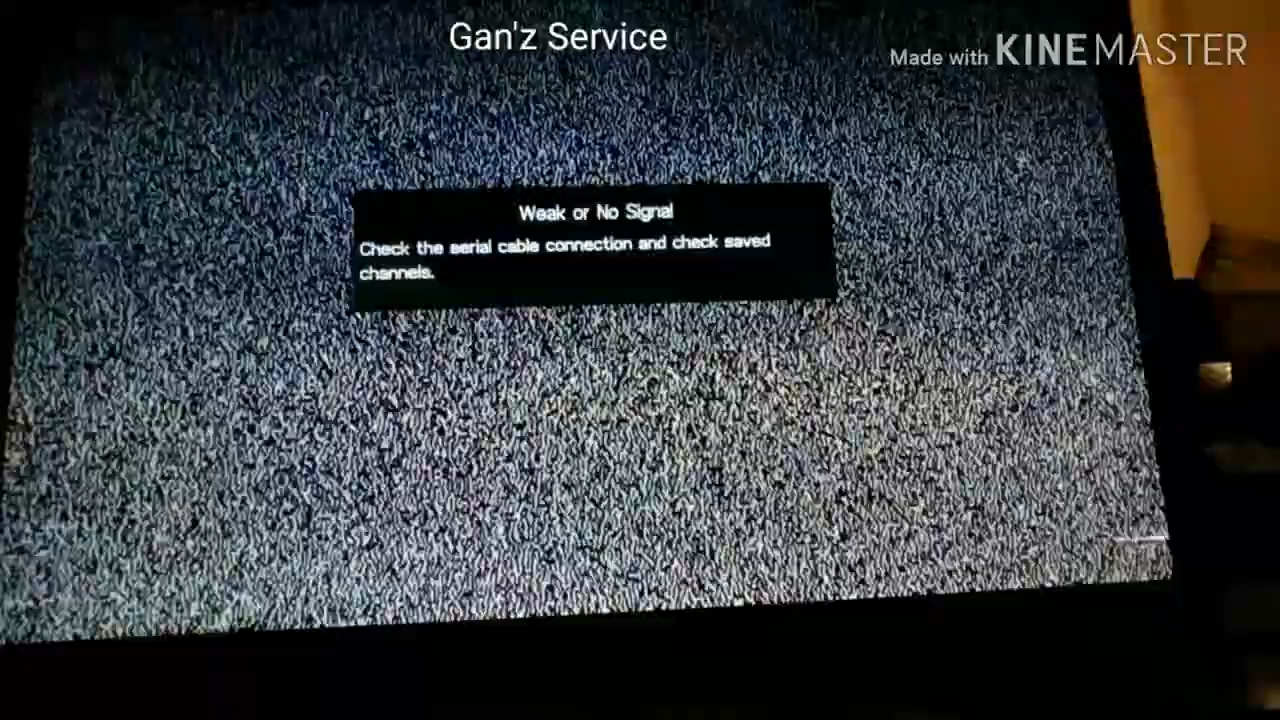 Gan'z Service
Made with KINEMASTER
Weak or No Signal
Check the aerial cable connection and check saved
channels.